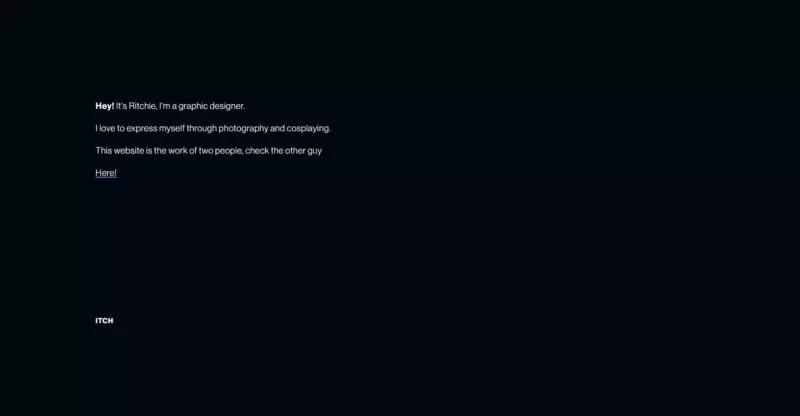 Hey! It's Ritchie, I'm a graphic designer.
I love to express myself through photography and cosplaying.
This website is the work of two people, check the other guy
Here!
ITCH